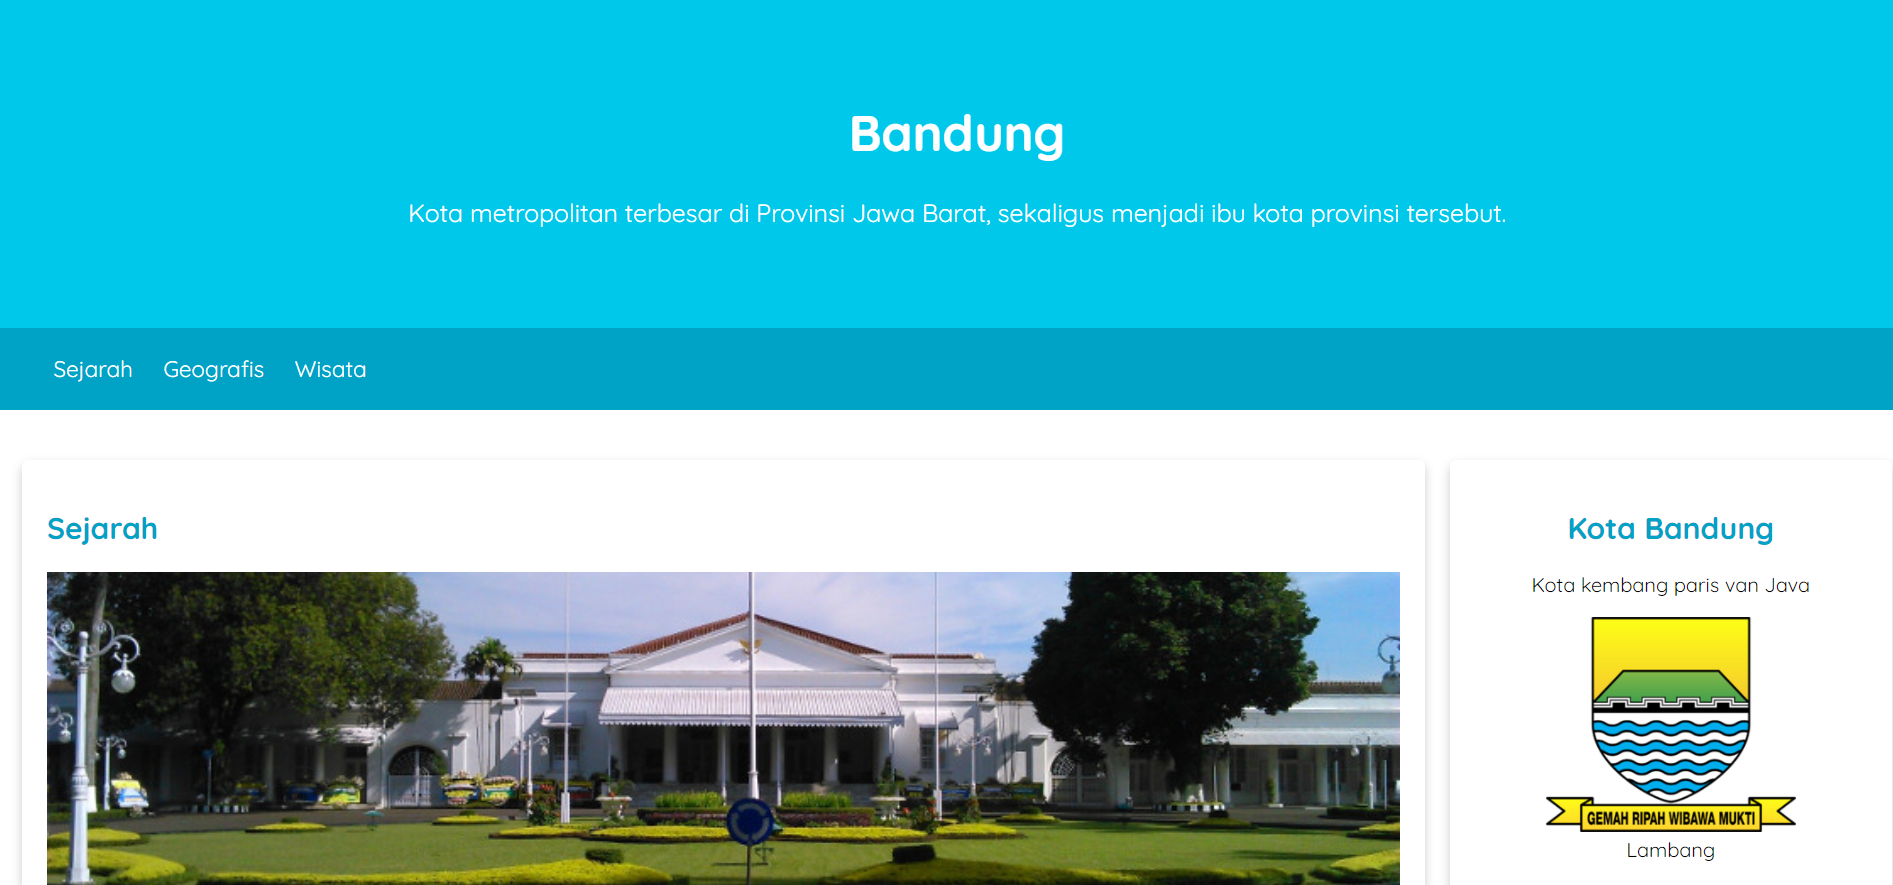 Bandung
Kota metropolitan terbesar di Provinsi Jawa Barat, sekaligus menjadi ibu kota provinsi tersebut.
Sejarah Geografis Wisata
Sejarah
Kota Bandung
Kota kembang paris van Java
GEMAH RIPAH WIBAWA MUKTI
Lambang